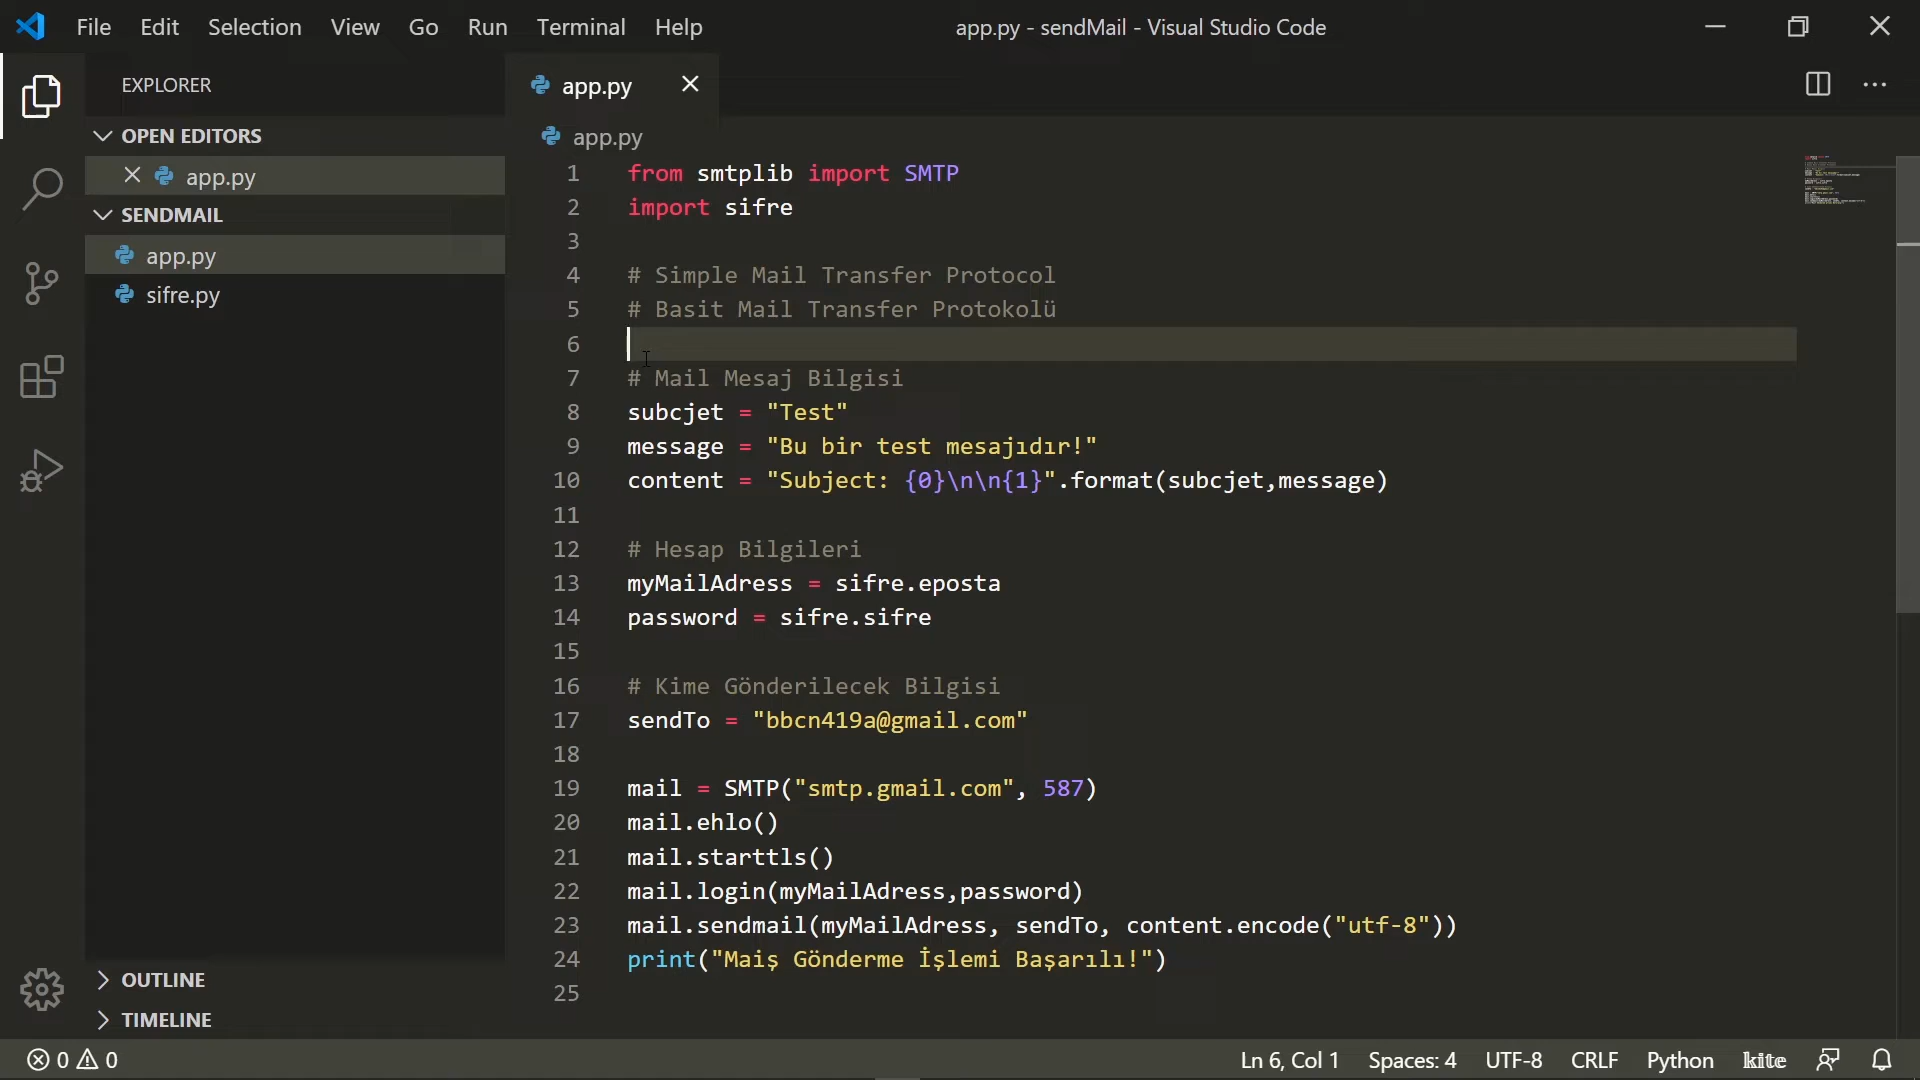 File Edit Selection View Go Run Terminal Help app.py - sendMail - Visual Studio Code
EXPLORER
OPEN EDITORS
app.py
SENDMAIL
app.py
sifre.py
OUTLINE
TIMELINE
app.py
app.py
1 from smtplib import SMTP
2 import sifre
3
4 # Simple Mail Transfer Protocol
5 # Basit Mail Transfer Protokolü
6
7 # Mail Mesaj Bilgisi
8 subcjet = "Test"
9 message = "Bu bir test mesajıdır!"
10 content = "Subject: {0}\n\n{1}".format(subcjet,message)
11
12 # Hesap Bilgileri
13 myMailAdress = sifre.eposta
14 password = sifre.sifre
15
16 # Kime Gönderilecek Bilgisi
17 sendTo = "bbcn419a@gmail.com"
18
19 mail = SMTP("smtp.gmail.com", 587)
20 mail.ehlo()
21 mail.starttls()
22 mail.login(myMailAdress,password)
23 mail.sendmail(myMailAdress, sendTo, content.encode("utf-8"))
24 print("Maiş Gönderme İşlemi Başarılı!")
25
0 0 Ln 6, Col 1 Spaces: 4 UTF-8 CRLF Python kite